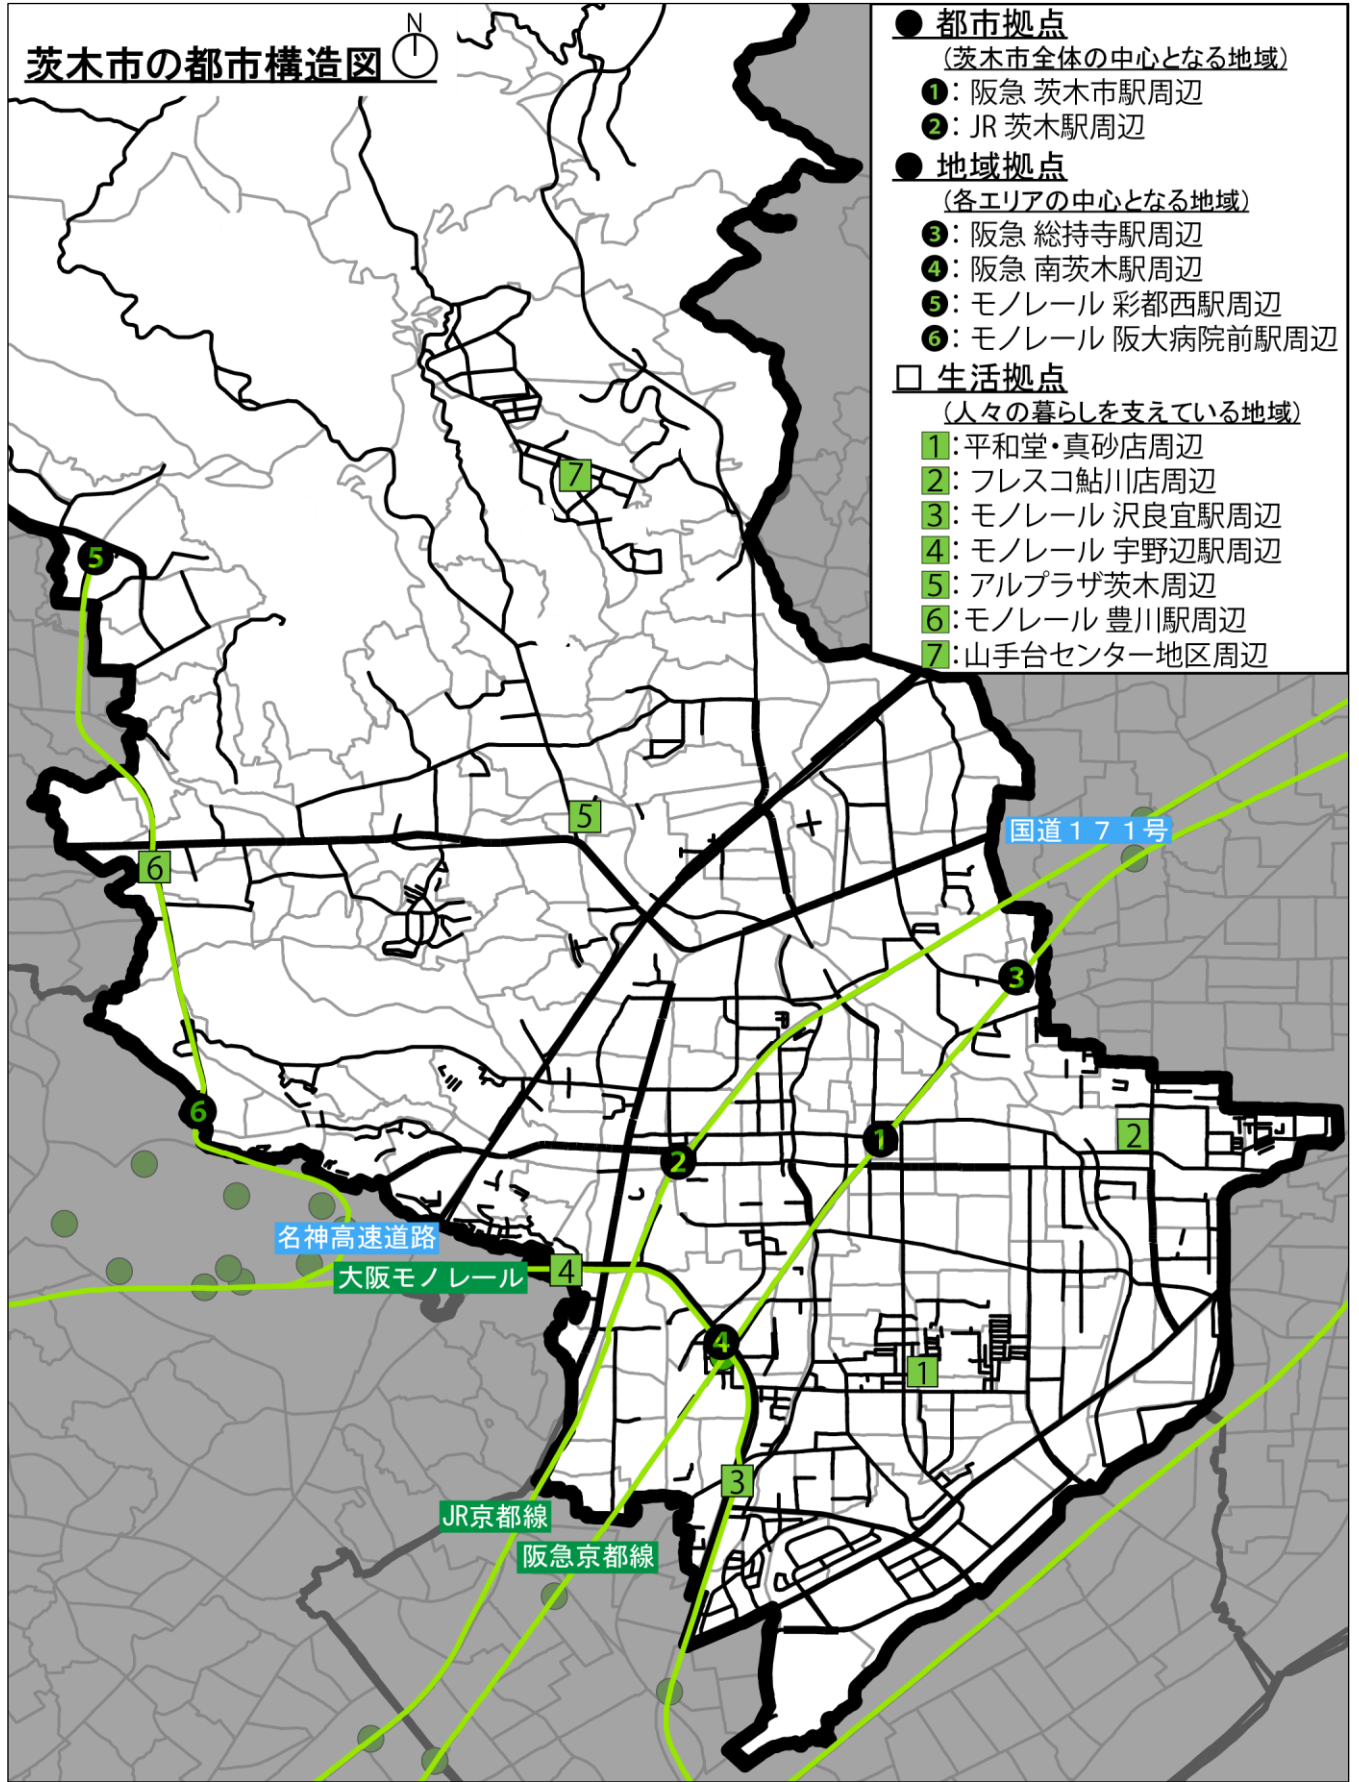 茨木市の都市構造図
N
● 都市拠点
(茨木市全体の中心となる地域)
1: 阪急 茨木市駅周辺
2: JR 茨木駅周辺
● 地域拠点
(各エリアの中心となる地域)
3: 阪急 総持寺駅周辺
4: 阪急 南茨木駅周辺
5: モノレール 彩都西駅周辺
6: モノレール 阪大病院前駅周辺
□ 生活拠点
(人々の暮らしを支えている地域)
1:平和堂・真砂店周辺
2: フレスコ鮎川店周辺
3: モノレール 沢良宜駅周辺
4: モノレール 宇野辺駅周辺
5: アルプラザ茨木周辺
6:モノレール 豊川駅周辺
7:山手台センター地区周辺
7
5
5
国道171号
6
3
6
1
2
2
名神高速道路
大阪モノレール
4
4
1
3
JR京都線
阪急京都線